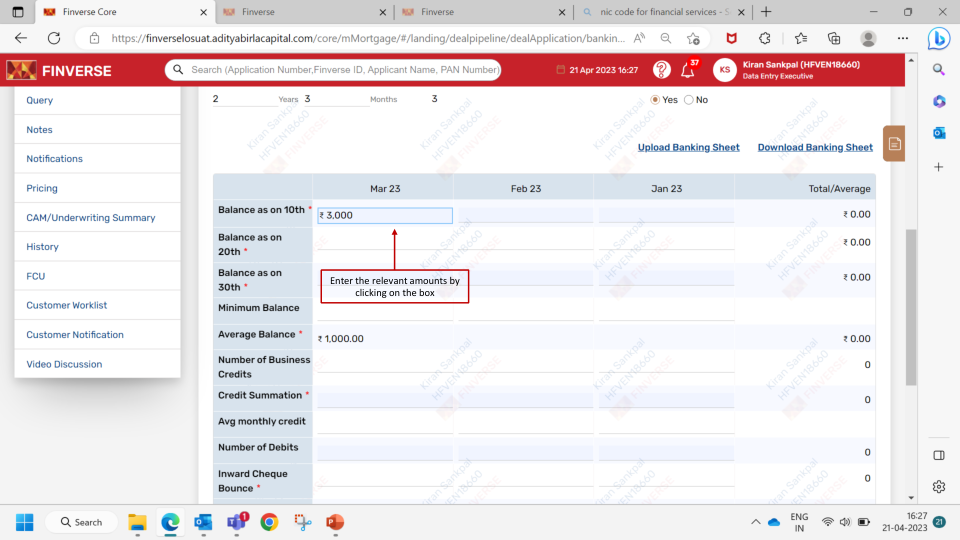 Finverse Core
Finverse
Finverse
nic code for financial services - S
https://finverselosuat.adityabirlacapital.com/core/mMortgage/#/landing/dealpipeline/dealApplication/bankin...
FINVERSE
Search (Application Number,Finverse ID, Applicant Name, PAN Number)
21 Apr 2023 16:27
37
KS
Kiran Sankpal (HFVEN18660)
Data Entry Executive
Query
Notes
Notifications
Pricing
CAM/Underwriting Summary
History
FCU
Customer Worklist
Customer Notification
Video Discussion
2 Years 3 Months 3 Yes No
Upload Banking Sheet Download Banking Sheet
Mar 23 Feb 23 Jan 23 Total/Average
Balance as on 10th * ₹ 3,000 ₹ 0.00
Balance as on
20th * ₹ 0.00
Balance as on
30th * ₹ 0.00
Enter the relevant amounts by
clicking on the box
Minimum Balance
Average Balance * ₹ 1,000.00 ₹ 0.00
Number of Business
Credits 0
Credit Summation * 0
Avg monthly credit
Number of Debits 0
Inward Cheque
Bounce * 0
Kiran Sankpal
HFVEN18660
FINVERSE
Search
1
ENG
IN
16:27
21-04-2023
21